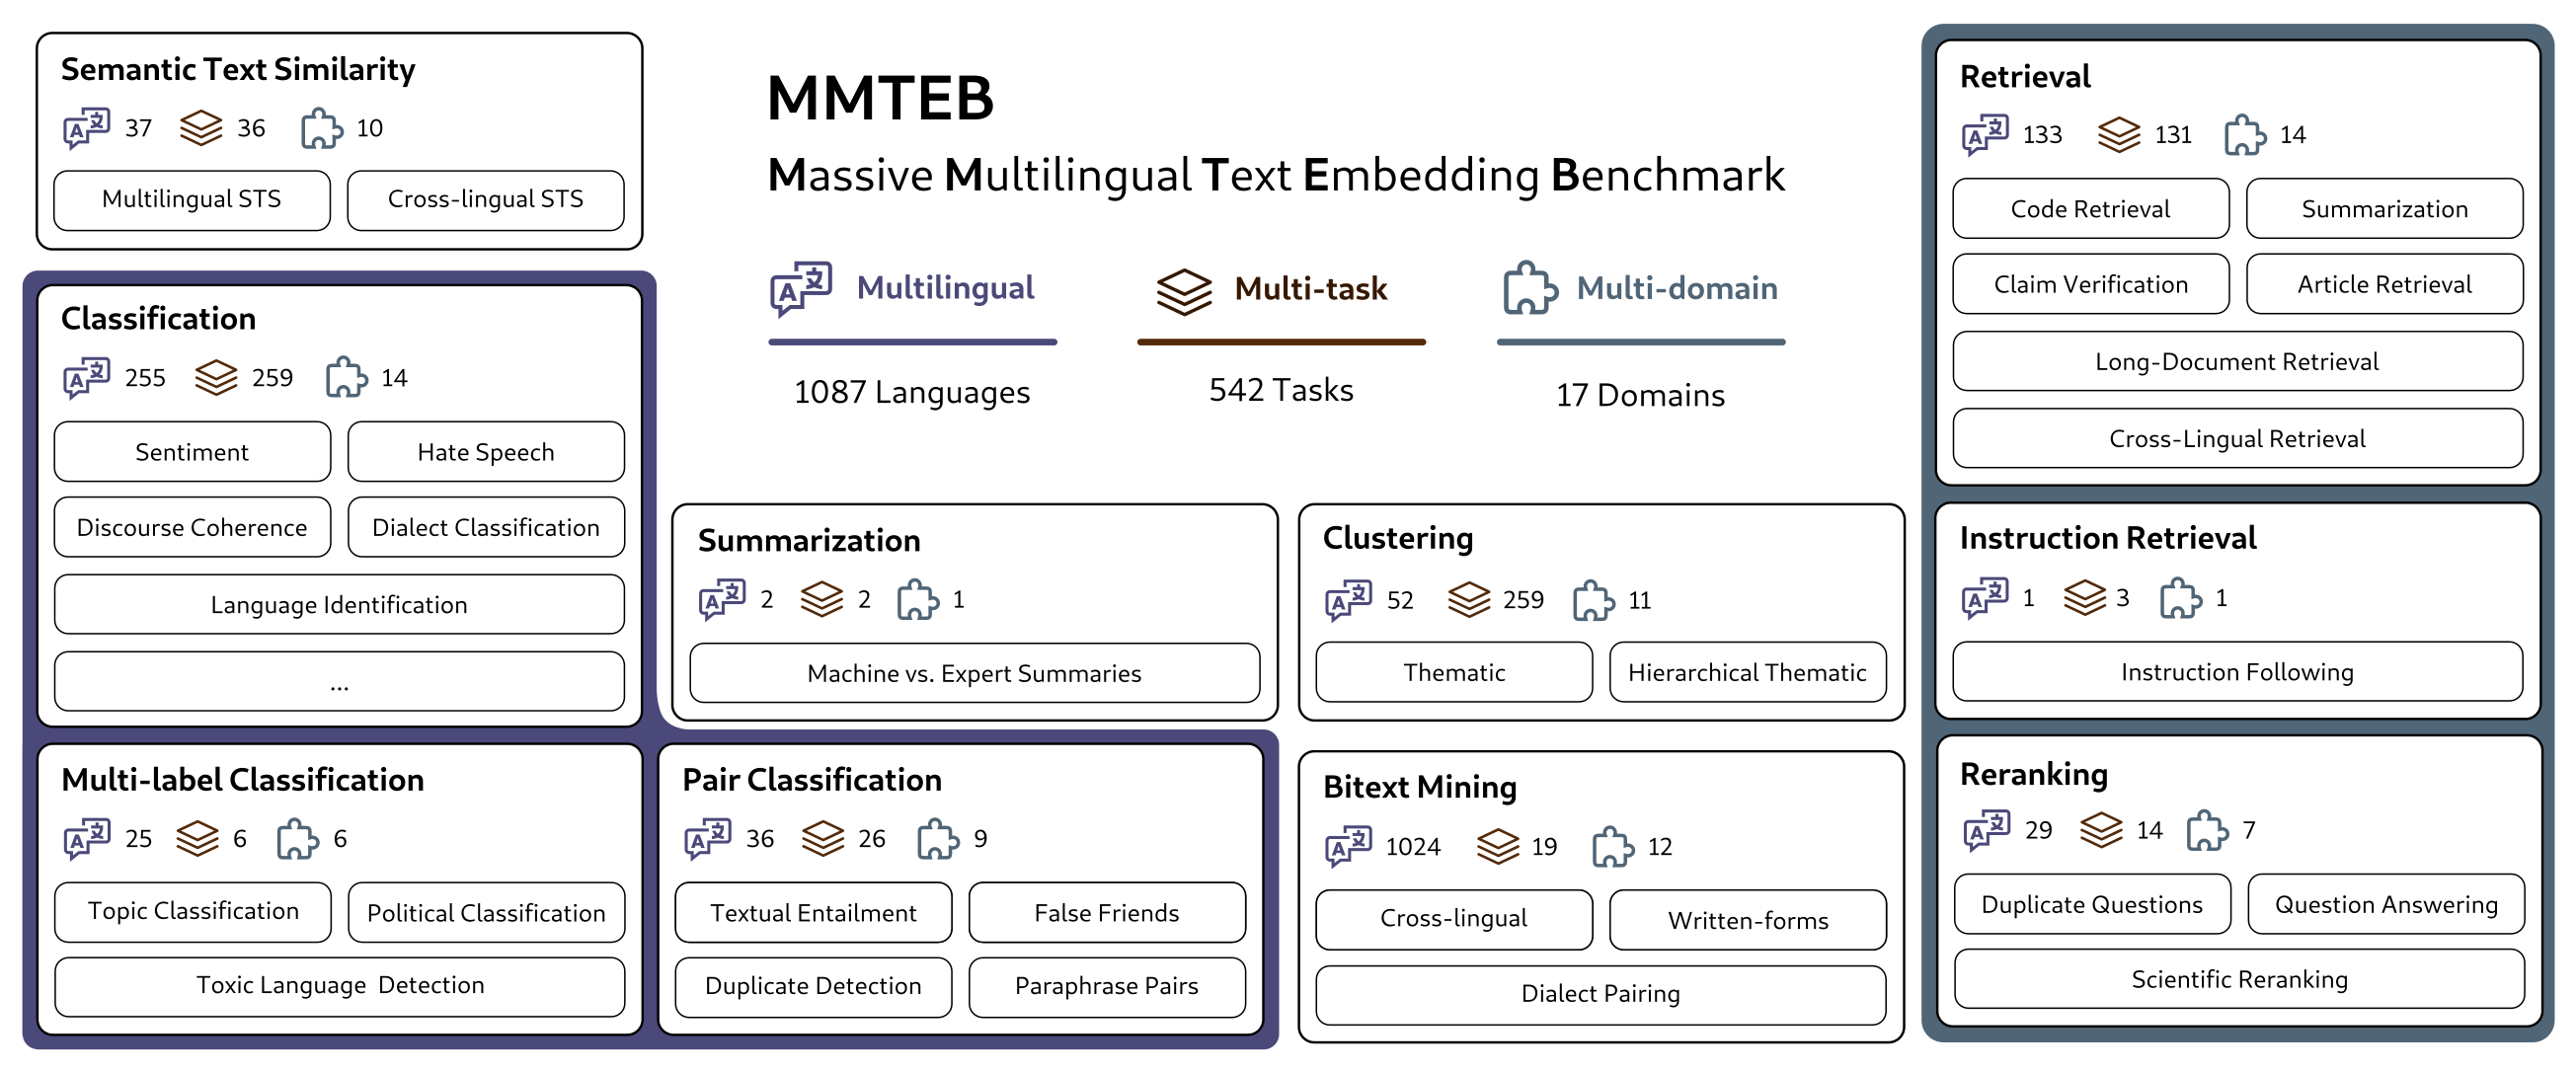 Semantic Text Similarity
37 36 10
Multilingual STS Cross-lingual STS
Classification
255 259 14
Sentiment Hate Speech
Discourse Coherence Dialect Classification
Language Identification
...
Multi-label Classification
25 6 6
Topic Classification Political Classification
Toxic Language Detection
MMTEB
Massive Multilingual Text Embedding Benchmark
Multilingual Multi-task Multi-domain
1087 Languages 542 Tasks 17 Domains
Summarization
2 2 1
Machine vs. Expert Summaries
Pair Classification
36 26 9
Textual Entailment False Friends
Duplicate Detection Paraphrase Pairs
Clustering
52 259 11
Thematic Hierarchical Thematic
Bitext Mining
1024 19 12
Cross-lingual Written-forms
Dialect Pairing
Retrieval
133 131 14
Code Retrieval Summarization
Claim Verification Article Retrieval
Long-Document Retrieval
Cross-Lingual Retrieval
Instruction Retrieval
1 3 1
Instruction Following
Reranking
29 14 7
Duplicate Questions Question Answering
Scientific Reranking